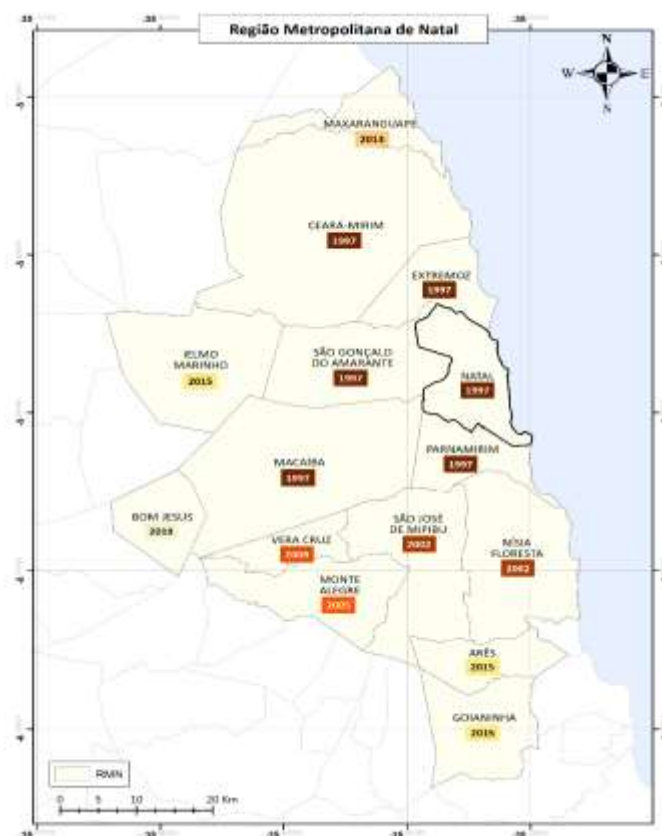 Região Metropolitana de Natal
N
W
E
N
MAXARANGUAPE
CEARÁ-MIRIM
1997
EXTREMOZ
1997
IELMO
MARINHO
2015
SÃO GONÇALO
DO AMARANTE
1997
NATAL
1997
PARNAMIRIM
1997
MACAÍBA
1997
BOM JESUS
SÃO JOSÉ
DE MIPIBU
2002
VERA CRUZ
2009
NÍSIA
FLORESTA
2002
MONTE
ALEGRE
2005
ARÊS
2015
GOIANINHA
2015
RMN
0 5 10 20 Km